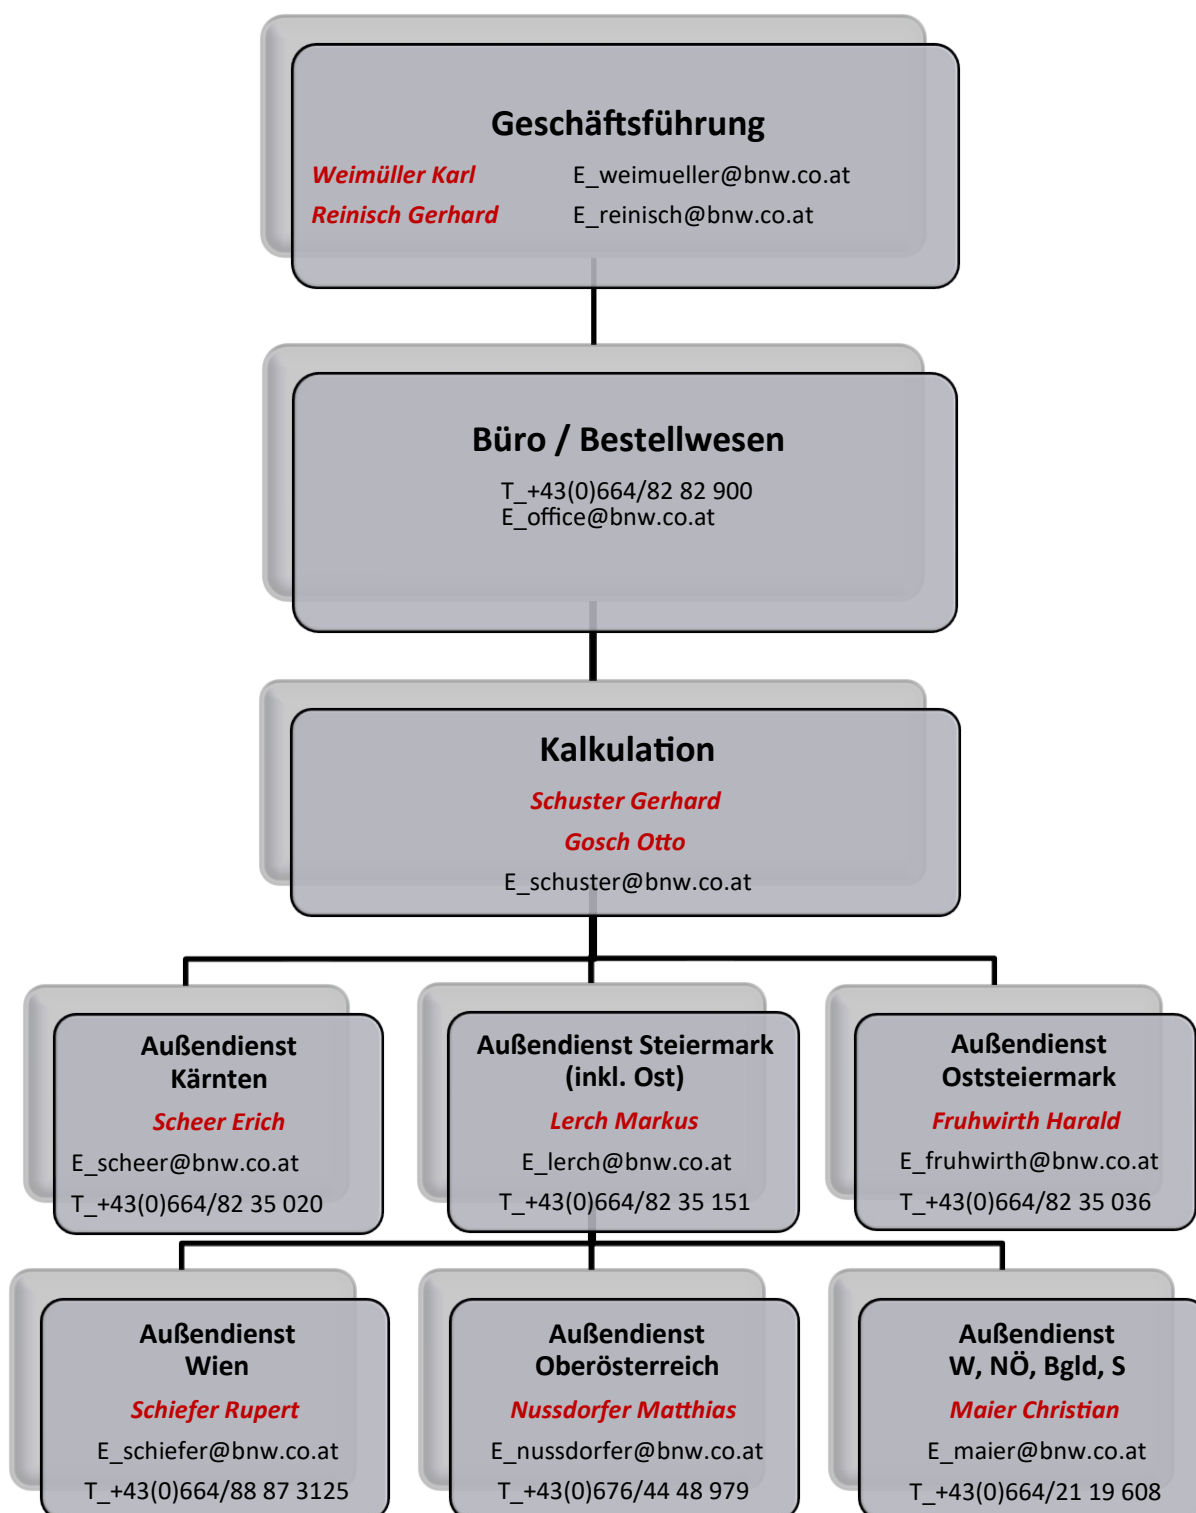 Geschäftsführung
Weimüller Karl E_weimueller@bnw.co.at
Reinisch Gerhard E_reinisch@bnw.co.at
Büro / Bestellwesen
T_+43(0)664/82 82 900
E_office@bnw.co.at
Kalkulation
Schuster Gerhard
Gosch Otto
E_schuster@bnw.co.at
Außendienst
Kärnten
Scheer Erich
E_scheer@bnw.co.at
T_+43(0)664/82 35 020
Außendienst Steiermark
(inkl. Ost)
Lerch Markus
E_lerch@bnw.co.at
T_+43(0)664/82 35 151
Außendienst
Oststeiermark
Fruhwirth Harald
E_fruhwirth@bnw.co.at
T_+43(0)664/82 35 036
Außendienst
Wien
Schiefer Rupert
E_schiefer@bnw.co.at
T_+43(0)664/88 87 3125
Außendienst
Oberösterreich
Nussdorfer Matthias
E_nussdorfer@bnw.co.at
T_+43(0)676/44 48 979
Außendienst
W, NÖ, Bgld, S
Maier Christian
E_maier@bnw.co.at
T_+43(0)664/21 19 608